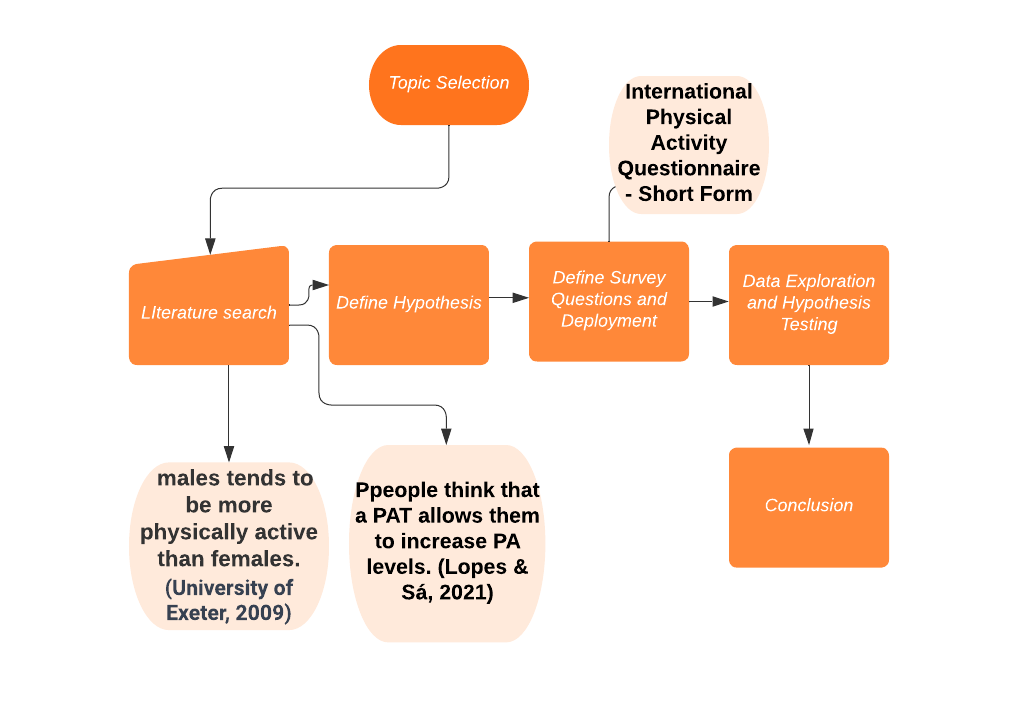 Topic Selection
International
Physical
Activity
Questionnaire
- Short Form
LIterature search
Define Hypothesis
Define Survey
Questions and
Deployment
Data Exploration
and Hypothesis
Testing
males tends to
be more
physically active
than females.
(University of
Exeter, 2009)
Ppeople think that
a PAT allows them
to increase PA
levels. (Lopes &
Sá, 2021)
Conclusion